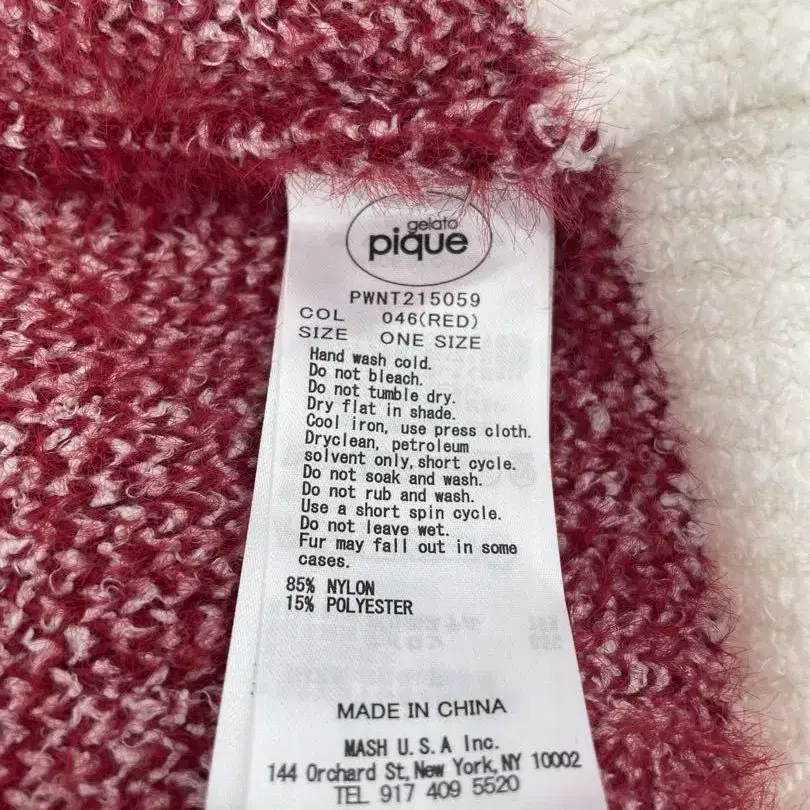 gelato
pique
PWNT215059
COL 046(RED)
SIZE ONE SIZE
Hand wash cold.
Do not bleach.
Do not tumble dry.
Dry flat in shade.
Cool iron, use press cloth.
Dryclean, petroleum
solvent only, short cycle.
Do not soak and wash.
Do not rub and wash.
Use a short spin cycle.
Do not leave wet.
Fur may fall out in some
cases.
85% NYLON
15% POLYESTER
MADE IN CHINA
MASH U.S.A Inc.
144 Orchard St, New York, NY 10002
TEL 917 409 5520